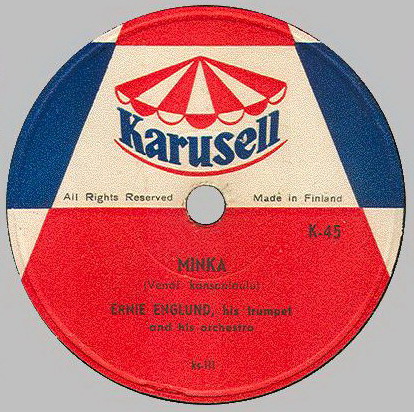 Karusell
All Rights Reserved
Made in Finland
K-45
MINKA
(Venäl. kansanlaulu)
ERNIE ENGLUND, his trumpet
and his orchestra